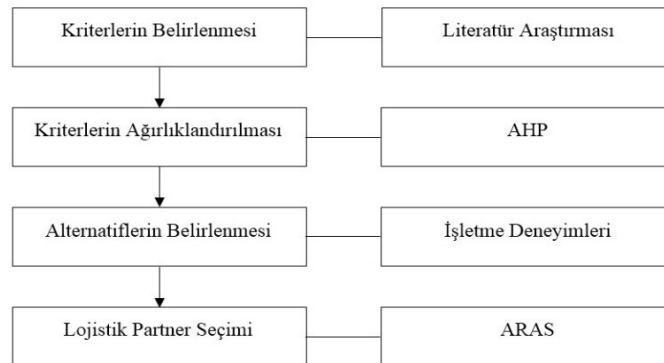 Kriterlerin Belirlenmesi
Literatür Araştırması
Kriterlerin Ağırlıklandırılması
AHP
Alternatiflerin Belirlenmesi
İşletme Deneyimleri
Lojistik Partner Seçimi
ARAS